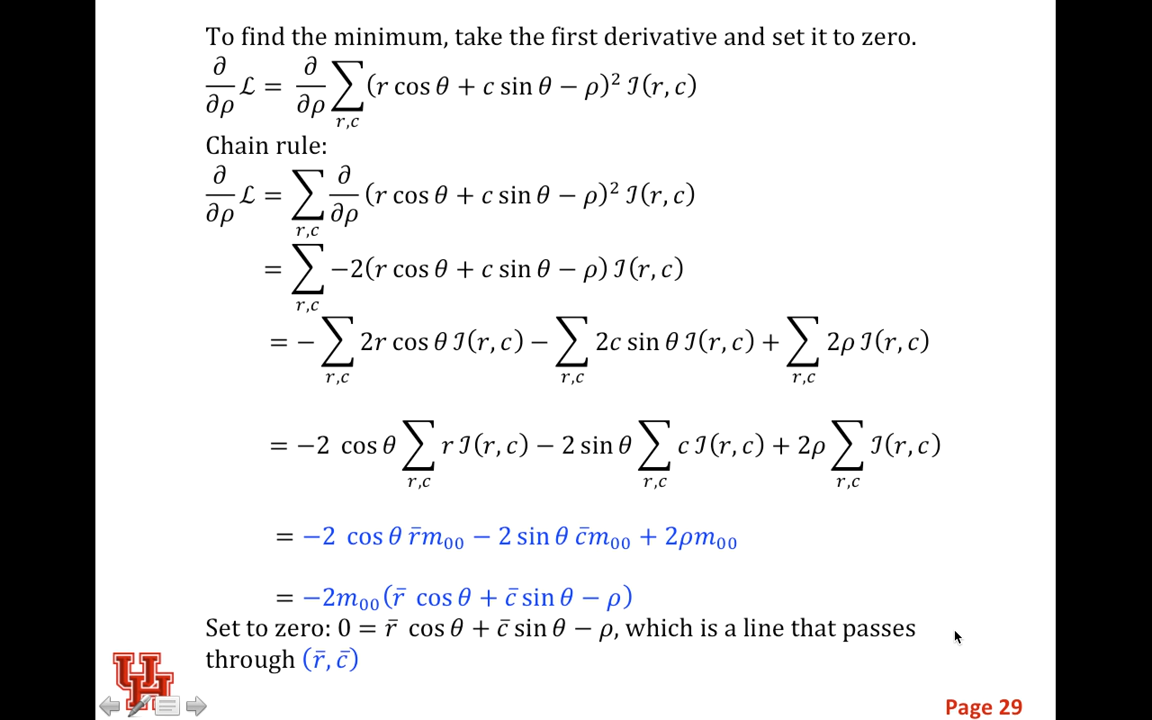 To find the minimum, take the first derivative and set it to zero.
∂/∂ρ ℒ = ∂/∂ρ ∑_{r,c} (r cos θ + c sin θ − ρ)² ℐ(r, c)
Chain rule:
∂/∂ρ ℒ = ∑_{r,c} ∂/∂ρ (r cos θ + c sin θ − ρ)² ℐ(r, c)
= ∑_{r,c} −2(r cos θ + c sin θ − ρ) ℐ(r, c)
= − ∑_{r,c} 2r cos θ ℐ(r, c) − ∑_{r,c} 2c sin θ ℐ(r, c) + ∑_{r,c} 2ρ ℐ(r, c)
= −2 cos θ ∑_{r,c} r ℐ(r, c) − 2 sin θ ∑_{r,c} c ℐ(r, c) + 2ρ ∑_{r,c} ℐ(r, c)
= −2 cos θ r̄m₀₀ − 2 sin θ c̄m₀₀ + 2ρm₀₀
= −2m₀₀(r̄ cos θ + c̄ sin θ − ρ)
Set to zero: 0 = r̄ cos θ + c̄ sin θ − ρ, which is a line that passes
through (r̄, c̄)
UH
Page 29